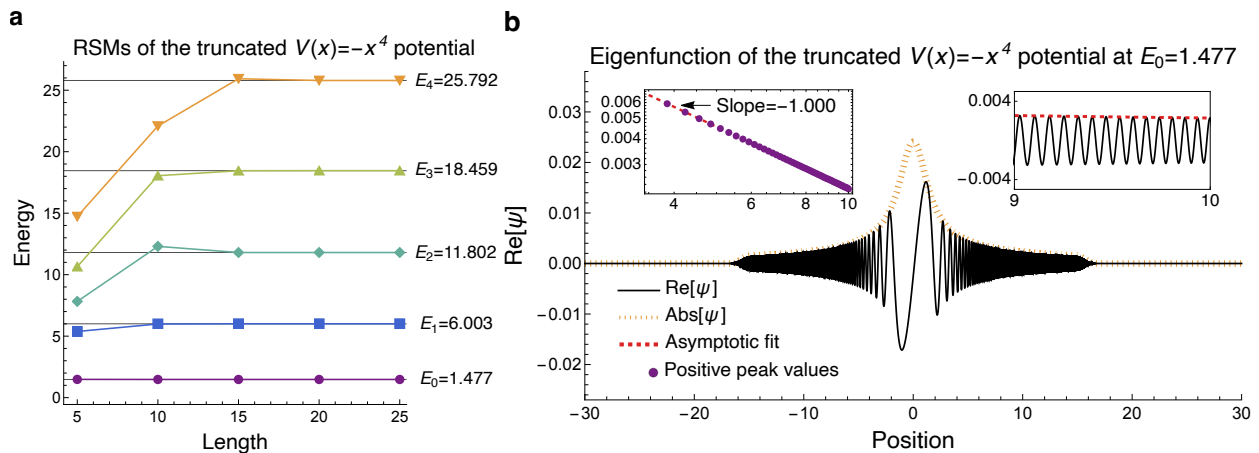 a
RSMs of the truncated V(x)=−x⁴ potential
Energy
25
20
15
10
5
0
E₄=25.792
E₃=18.459
E₂=11.802
E₁=6.003
E₀=1.477
5 10 15 20 25
Length
b
Eigenfunction of the truncated V(x)=−x⁴ potential at E₀=1.477
Re[ψ]
0.03
0.02
0.01
0.00
−0.01
−0.02
0.006
0.005
0.004
0.003
Slope=−1.000
4 6 8 10
0.004
−0.004
9 10
Re[ψ]
Abs[ψ]
Asymptotic fit
Positive peak values
−30 −20 −10 0 10 20 30
Position